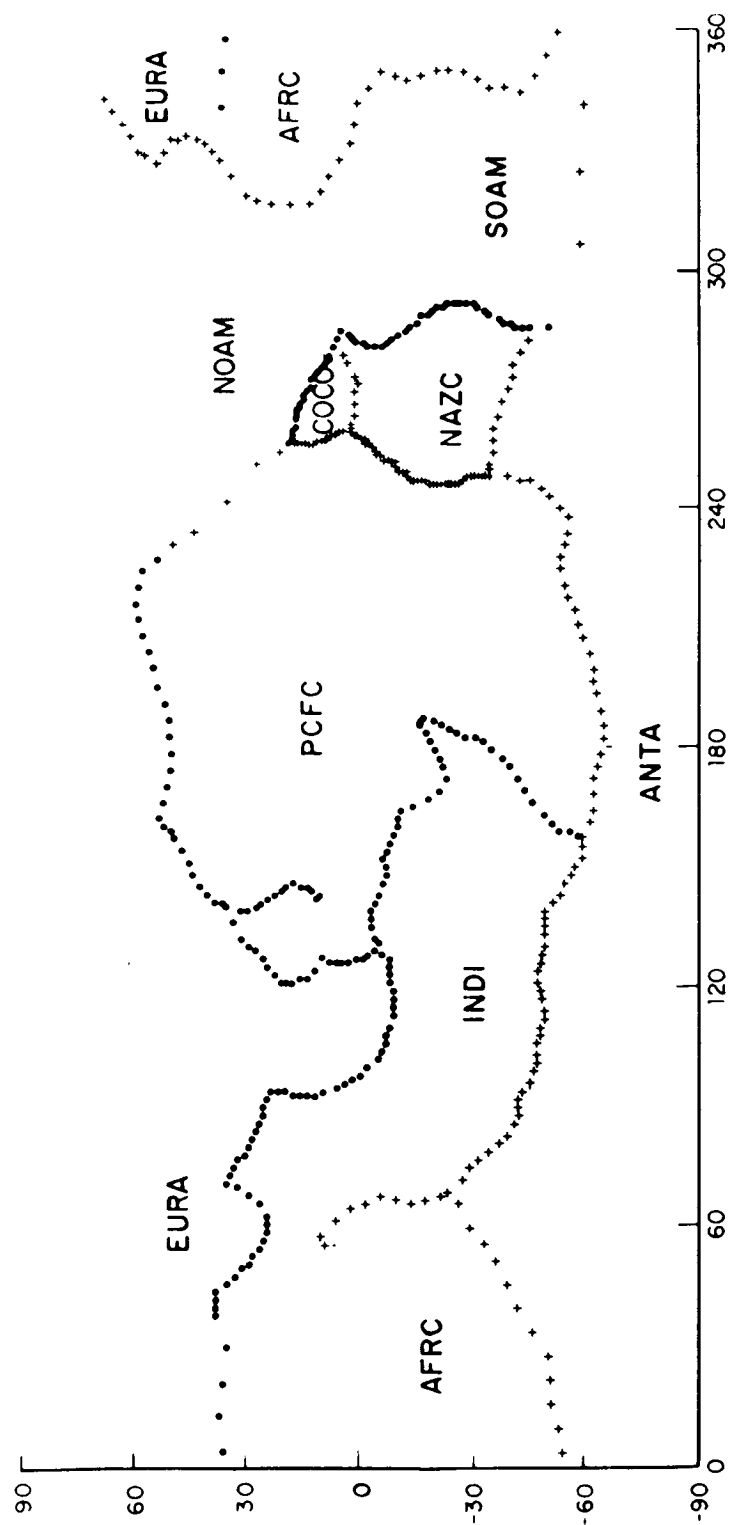 90
60
30
0
-30
-60
-90
0
60
120
180
240
300
360
EURA
AFRC
INDI
PCFC
ANTA
NOAM
COCO
NAZC
SOAM
EURA
AFRC